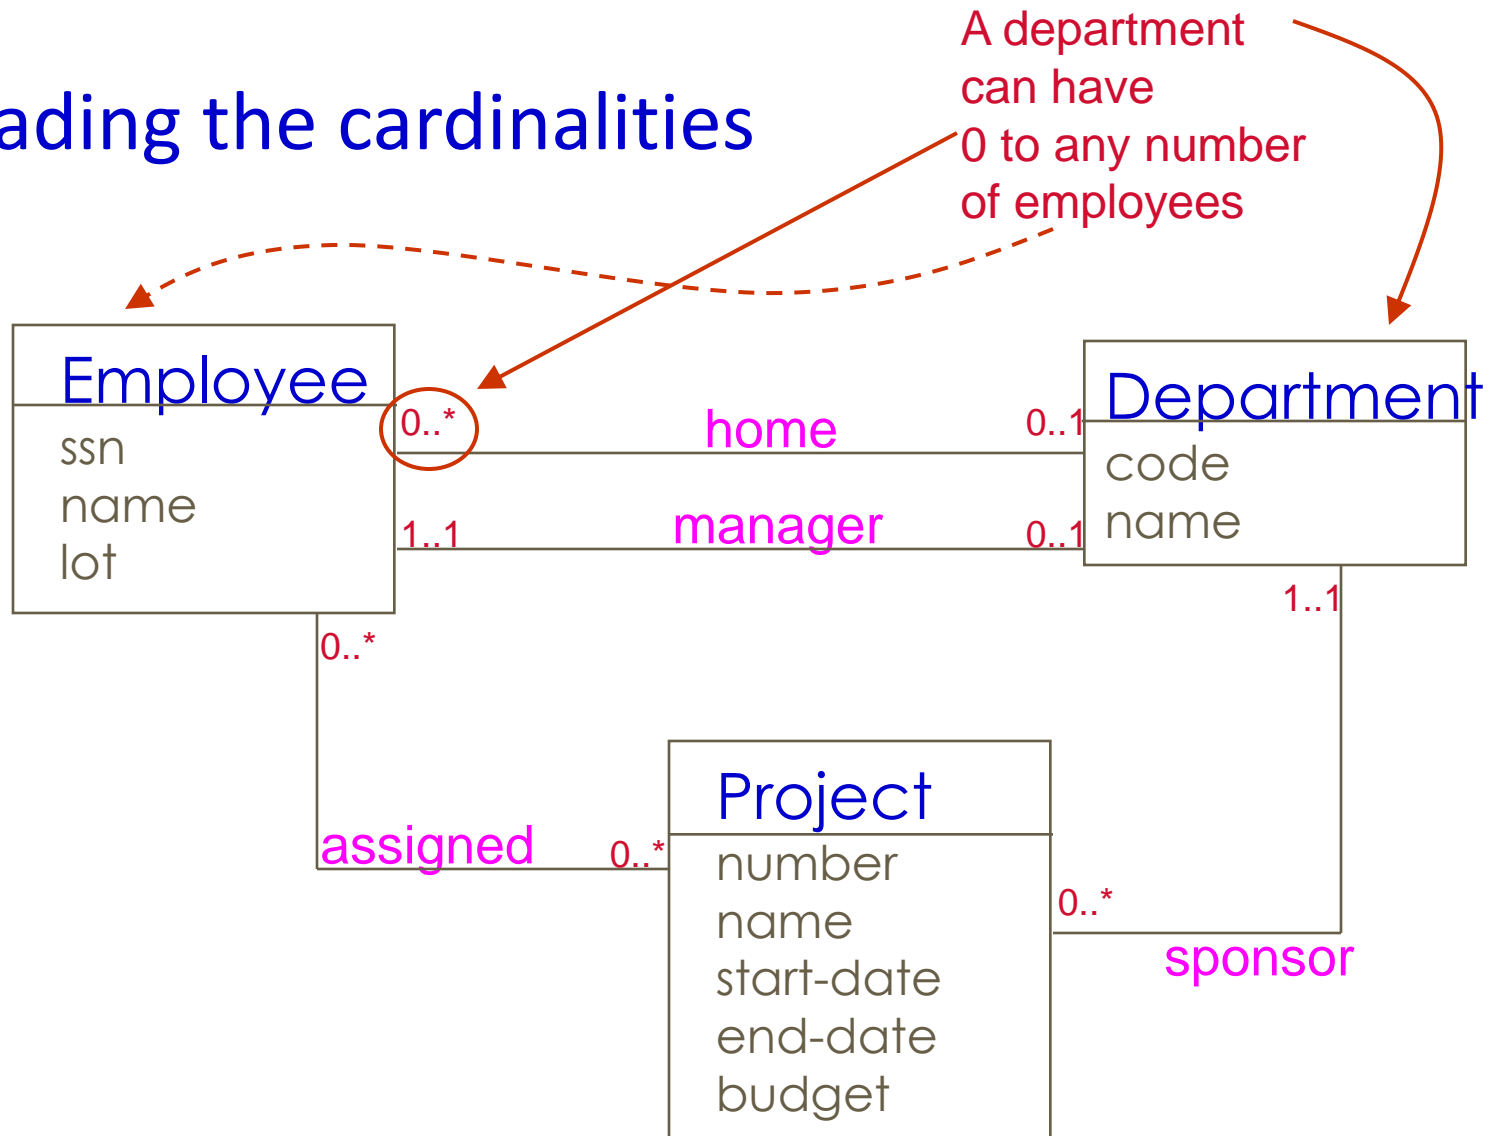 A department
can have
0 to any number
of employees
ading the cardinalities
Employee
ssn
name
lot
0..*
home
0..1
1..1
manager
0..1
Department
code
name
1..1
0..*
assigned
0..*
Project
number
name
start-date
end-date
budget
0..*
sponsor